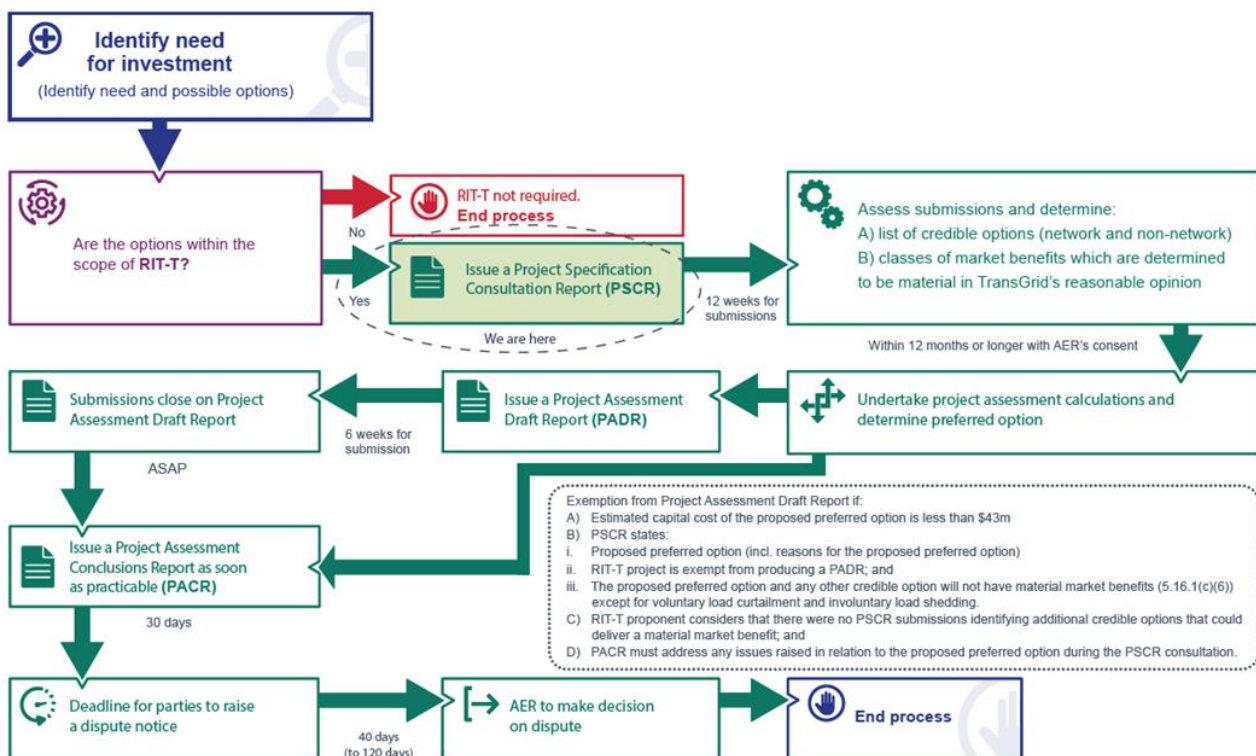 Identify need
for investment
(Identify need and possible options)
Are the options within the
scope of RIT-T?
No
Yes
RIT-T not required.
End process
Issue a Project Specification
Consultation Report (PSCR)
We are here
12 weeks for
submissions
Assess submissions and determine:
A) list of credible options (network and non-network)
B) classes of market benefits which are determined
to be material in TransGrid's reasonable opinion
Within 12 months or longer with AER's consent
Undertake project assessment calculations and
determine preferred option
Issue a Project Assessment
Draft Report (PADR)
6 weeks for
submission
Submissions close on Project
Assessment Draft Report
ASAP
Exemption from Project Assessment Draft Report if:
A) Estimated capital cost of the proposed preferred option is less than $43m
B) PSCR states:
i. Proposed preferred option (incl. reasons for the proposed preferred option)
ii. RIT-T project is exempt from producing a PADR; and
iii. The proposed preferred option and any other credible option will not have material market benefits (5.16.1(c)(6))
except for voluntary load curtailment and involuntary load shedding.
C) RIT-T proponent considers that there were no PSCR submissions identifying additional credible options that could
deliver a material market benefit; and
D) PACR must address any issues raised in relation to the proposed preferred option during the PSCR consultation.
Issue a Project Assessment
Conclusions Report as soon
as practicable (PACR)
30 days
Deadline for parties to raise
a dispute notice
40 days
(to 120 days)
AER to make decision
on dispute
End process